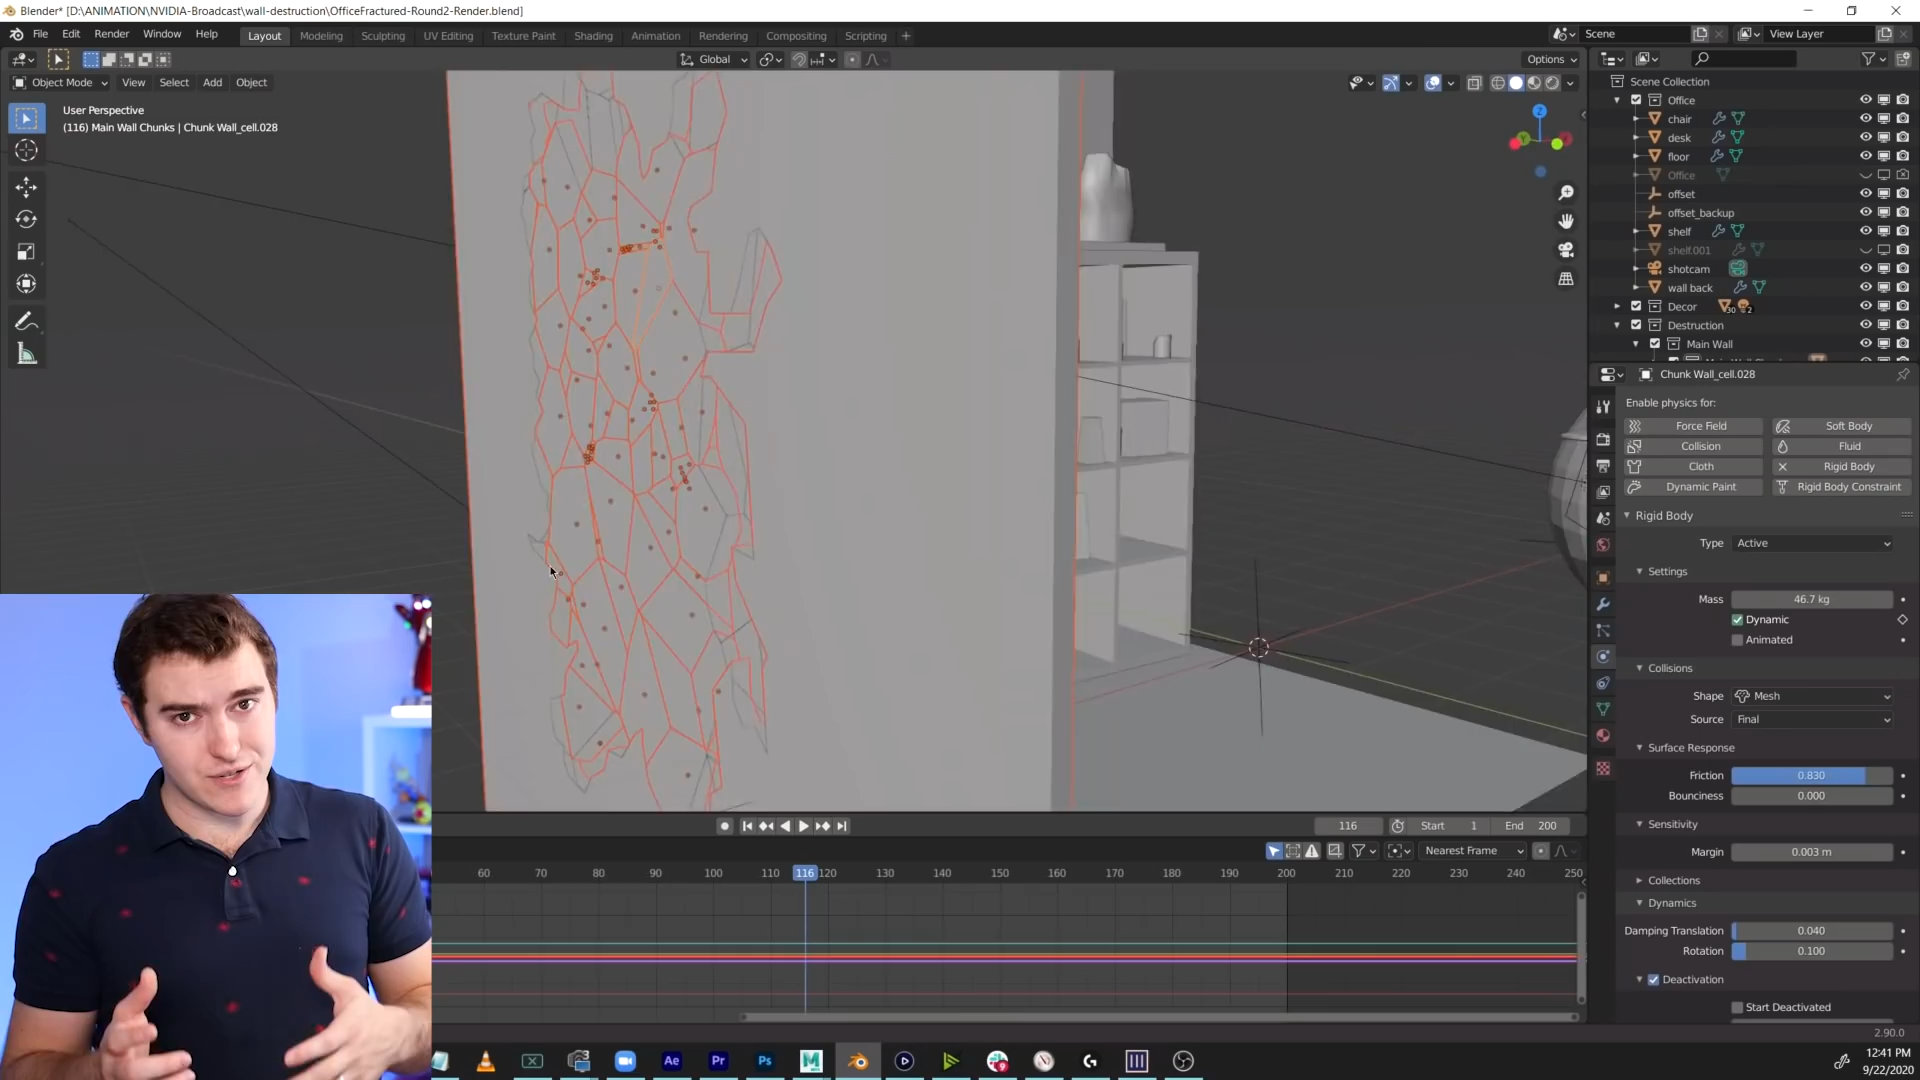 Blender* [D:\ANIMATION\NVIDIA-Broadcast\wall-destruction\OfficeFractured-Round2-Render.blend]
File Edit Render Window Help Layout Modeling Sculpting UV Editing Texture Paint Shading Animation Rendering Compositing Scripting + Scene View Layer
Global Options
Object Mode View Select Add Object
User Perspective
(116) Main Wall Chunks | Chunk Wall_cell.028
Z
Y
Scene Collection
Office
chair
desk
floor
Office
offset
offset_backup
shelf
shelf.001
shotcam
wall back
Decor 30 2
Destruction
Main Wall
Chunk Wall_cell.028
Enable physics for:
Force Field Soft Body
Collision Fluid
Cloth Rigid Body
Dynamic Paint Rigid Body Constraint
Rigid Body
Type Active
Settings
Mass 46.7 kg
Dynamic
Animated
Collisions
Shape Mesh
Source Final
Surface Response
Friction 0.830
Bounciness 0.000
Sensitivity
Margin 0.003 m
Collections
Dynamics
Damping Translation 0.040
Rotation 0.100
Deactivation
Start Deactivated
116 Start 1 End 200
Nearest Frame
60 70 80 90 100 110 116 120 130 140 150 160 170 180 190 200 210 220 230 240 250
2.90.0
3 Ae Pr Ps M 9 G
12:41 PM
9/22/2020